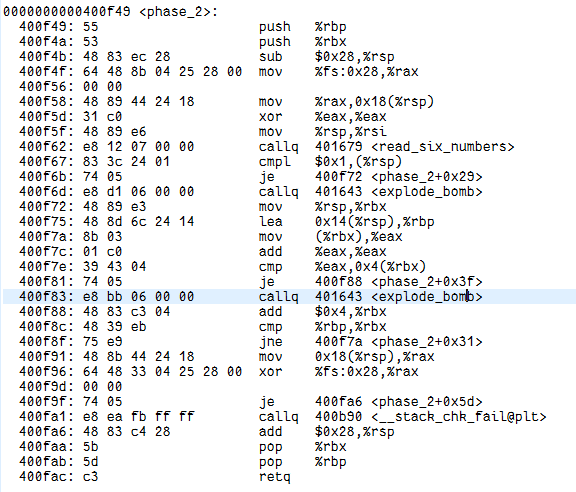 0000000000400f49 <phase_2>:
400f49: 55 push %rbp
400f4a: 53 push %rbx
400f4b: 48 83 ec 28 sub $0x28,%rsp
400f4f: 64 48 8b 04 25 28 00 mov %fs:0x28,%rax
400f56: 00 00
400f58: 48 89 44 24 18 mov %rax,0x18(%rsp)
400f5d: 31 c0 xor %eax,%eax
400f5f: 48 89 e6 mov %rsp,%rsi
400f62: e8 12 07 00 00 callq 401679 <read_six_numbers>
400f67: 83 3c 24 01 cmpl $0x1,(%rsp)
400f6b: 74 05 je 400f72 <phase_2+0x29>
400f6d: e8 d1 06 00 00 callq 401643 <explode_bomb>
400f72: 48 89 e3 mov %rsp,%rbx
400f75: 48 8d 6c 24 14 lea 0x14(%rsp),%rbp
400f7a: 8b 03 mov (%rbx),%eax
400f7c: 01 c0 add %eax,%eax
400f7e: 39 43 04 cmp %eax,0x4(%rbx)
400f81: 74 05 je 400f88 <phase_2+0x3f>
400f83: e8 bb 06 00 00 callq 401643 <explode_bomb>
400f88: 48 83 c3 04 add $0x4,%rbx
400f8c: 48 39 eb cmp %rbp,%rbx
400f8f: 75 e9 jne 400f7a <phase_2+0x31>
400f91: 48 8b 44 24 18 mov 0x18(%rsp),%rax
400f96: 64 48 33 04 25 28 00 xor %fs:0x28,%rax
400f9d: 00 00
400f9f: 74 05 je 400fa6 <phase_2+0x5d>
400fa1: e8 ea fb ff ff callq 400b90 <__stack_chk_fail@plt>
400fa6: 48 83 c4 28 add $0x28,%rsp
400faa: 5b pop %rbx
400fab: 5d pop %rbp
400fac: c3 retq